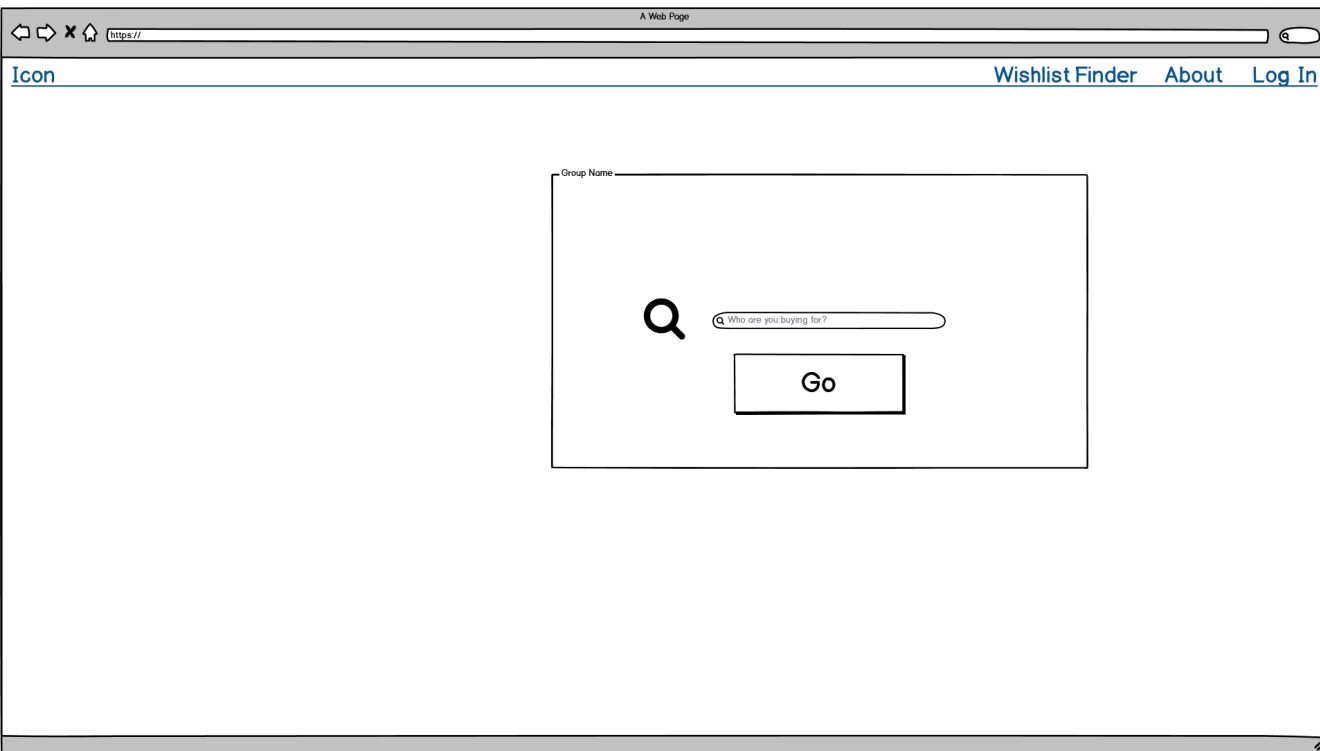 A Web Page
https://
Icon
Wishlist Finder About Log In
Group Name
Who are you buying for?
Go